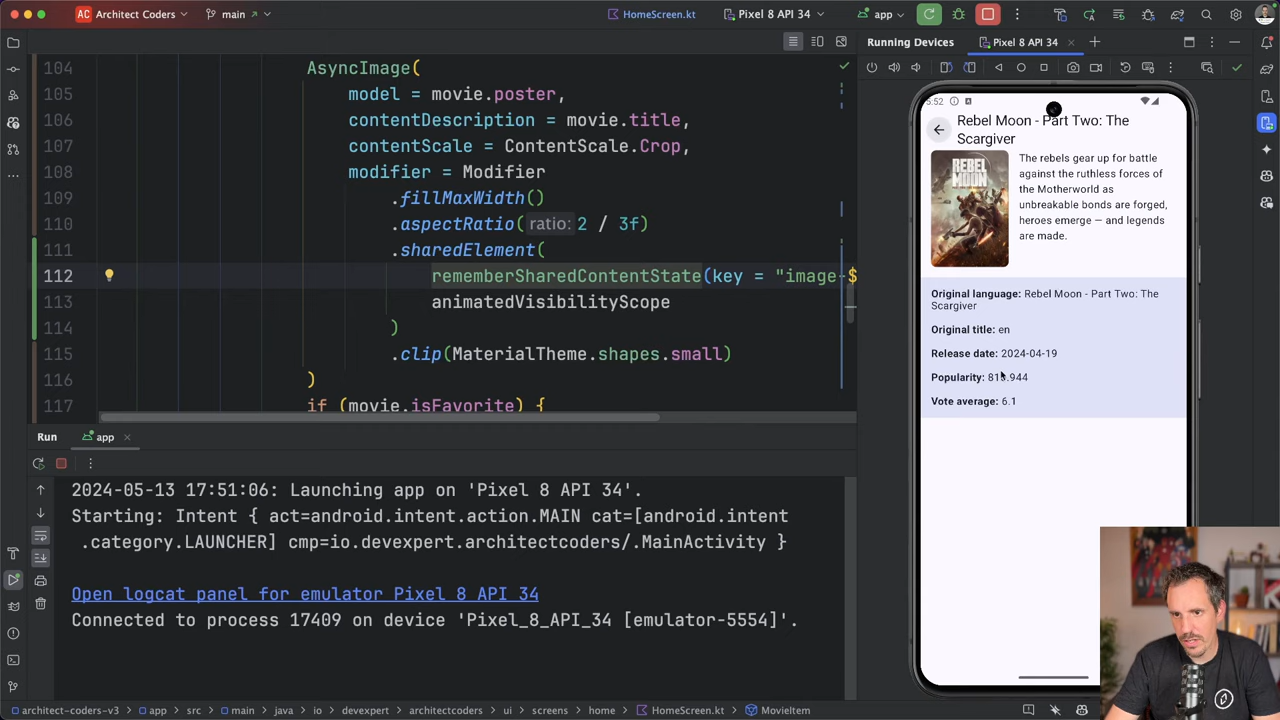 AC Architect Coders
main
HomeScreen.kt
Pixel 8 API 34
app
Running Devices
Pixel 8 API 34
104 AsyncImage(
105 model = movie.poster,
106 contentDescription = movie.title,
107 contentScale = ContentScale.Crop,
108 modifier = Modifier
109 .fillMaxWidth()
110 .aspectRatio( ratio: 2 / 3f)
111 .sharedElement(
112 rememberSharedContentState(key = "image-$
113 animatedVisibilityScope
114 )
115 .clip(MaterialTheme.shapes.small)
116 )
117 if (movie.isFavorite) {
Run
app
2024-05-13 17:51:06: Launching app on 'Pixel 8 API 34'.
Starting: Intent { act=android.intent.action.MAIN cat=[android.intent
.category.LAUNCHER] cmp=io.devexpert.architectcoders/.MainActivity }
Open logcat panel for emulator Pixel 8 API 34
Connected to process 17409 on device 'Pixel_8_API_34 [emulator-5554]'.
5:52
Rebel Moon - Part Two: The
Scargiver
REBEL
MOON
The rebels gear up for battle
against the ruthless forces of
the Motherworld as
unbreakable bonds are forged,
heroes emerge — and legends
are made.
Original language: Rebel Moon - Part Two: The
Scargiver
Original title: en
Release date: 2024-04-19
Popularity: .944
Vote average: 6.1
architect-coders-v3 > app > src > main > java > io > devexpert > architectcoders > ui > screens > home > HomeScreen.kt > MovieItem